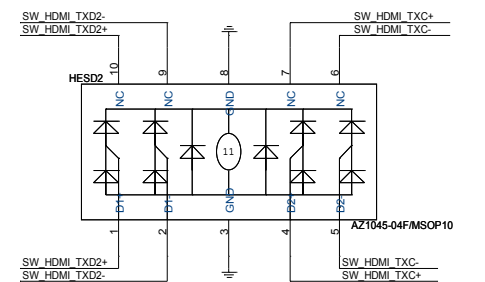 SW_HDMI_TXD2- SW_HDMI_TXC+
SW_HDMI_TXD2+ SW_HDMI_TXC-
10 9 8 7 6
HESD2
NC NC GND NC NC
11
D1+ D1- GND D2+ D2-
AZ1045-04F/MSOP10
1 2 3 4 5
SW_HDMI_TXD2+ SW_HDMI_TXC-
SW_HDMI_TXD2- SW_HDMI_TXC+